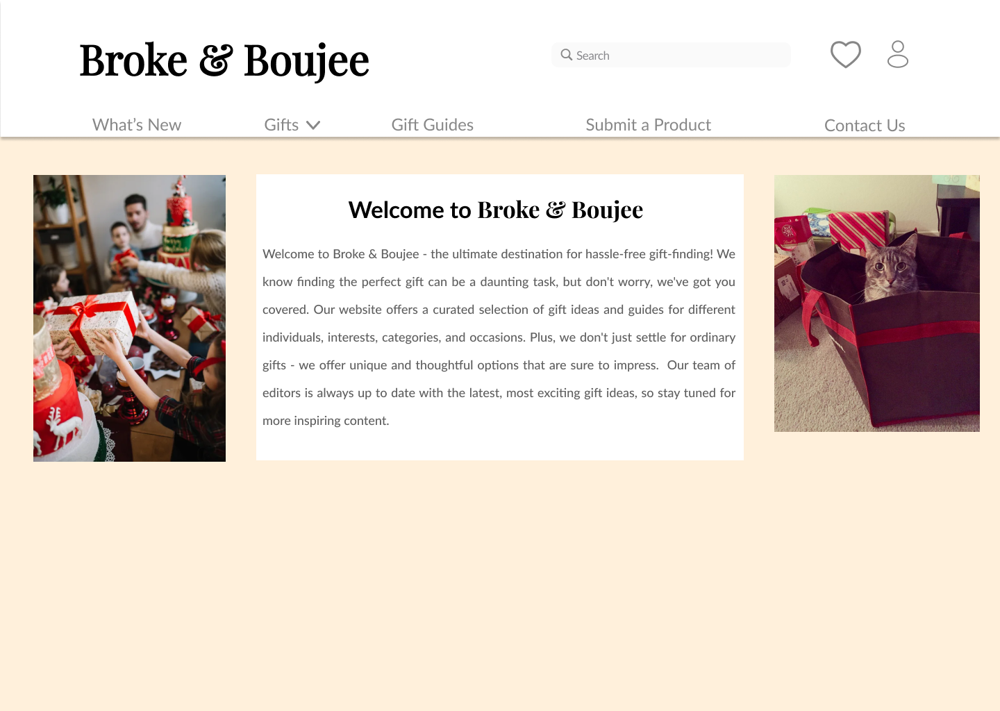 Broke & Boujee
Search
What’s New
Gifts
Gift Guides
Submit a Product
Contact Us
Welcome to Broke & Boujee
Welcome to Broke & Boujee - the ultimate destination for hassle-free gift-finding! We
know finding the perfect gift can be a daunting task, but don't worry, we've got you
covered. Our website offers a curated selection of gift ideas and guides for different
individuals, interests, categories, and occasions. Plus, we don't just settle for ordinary
gifts - we offer unique and thoughtful options that are sure to impress.  Our team of
editors is always up to date with the latest, most exciting gift ideas, so stay tuned for
more inspiring content.